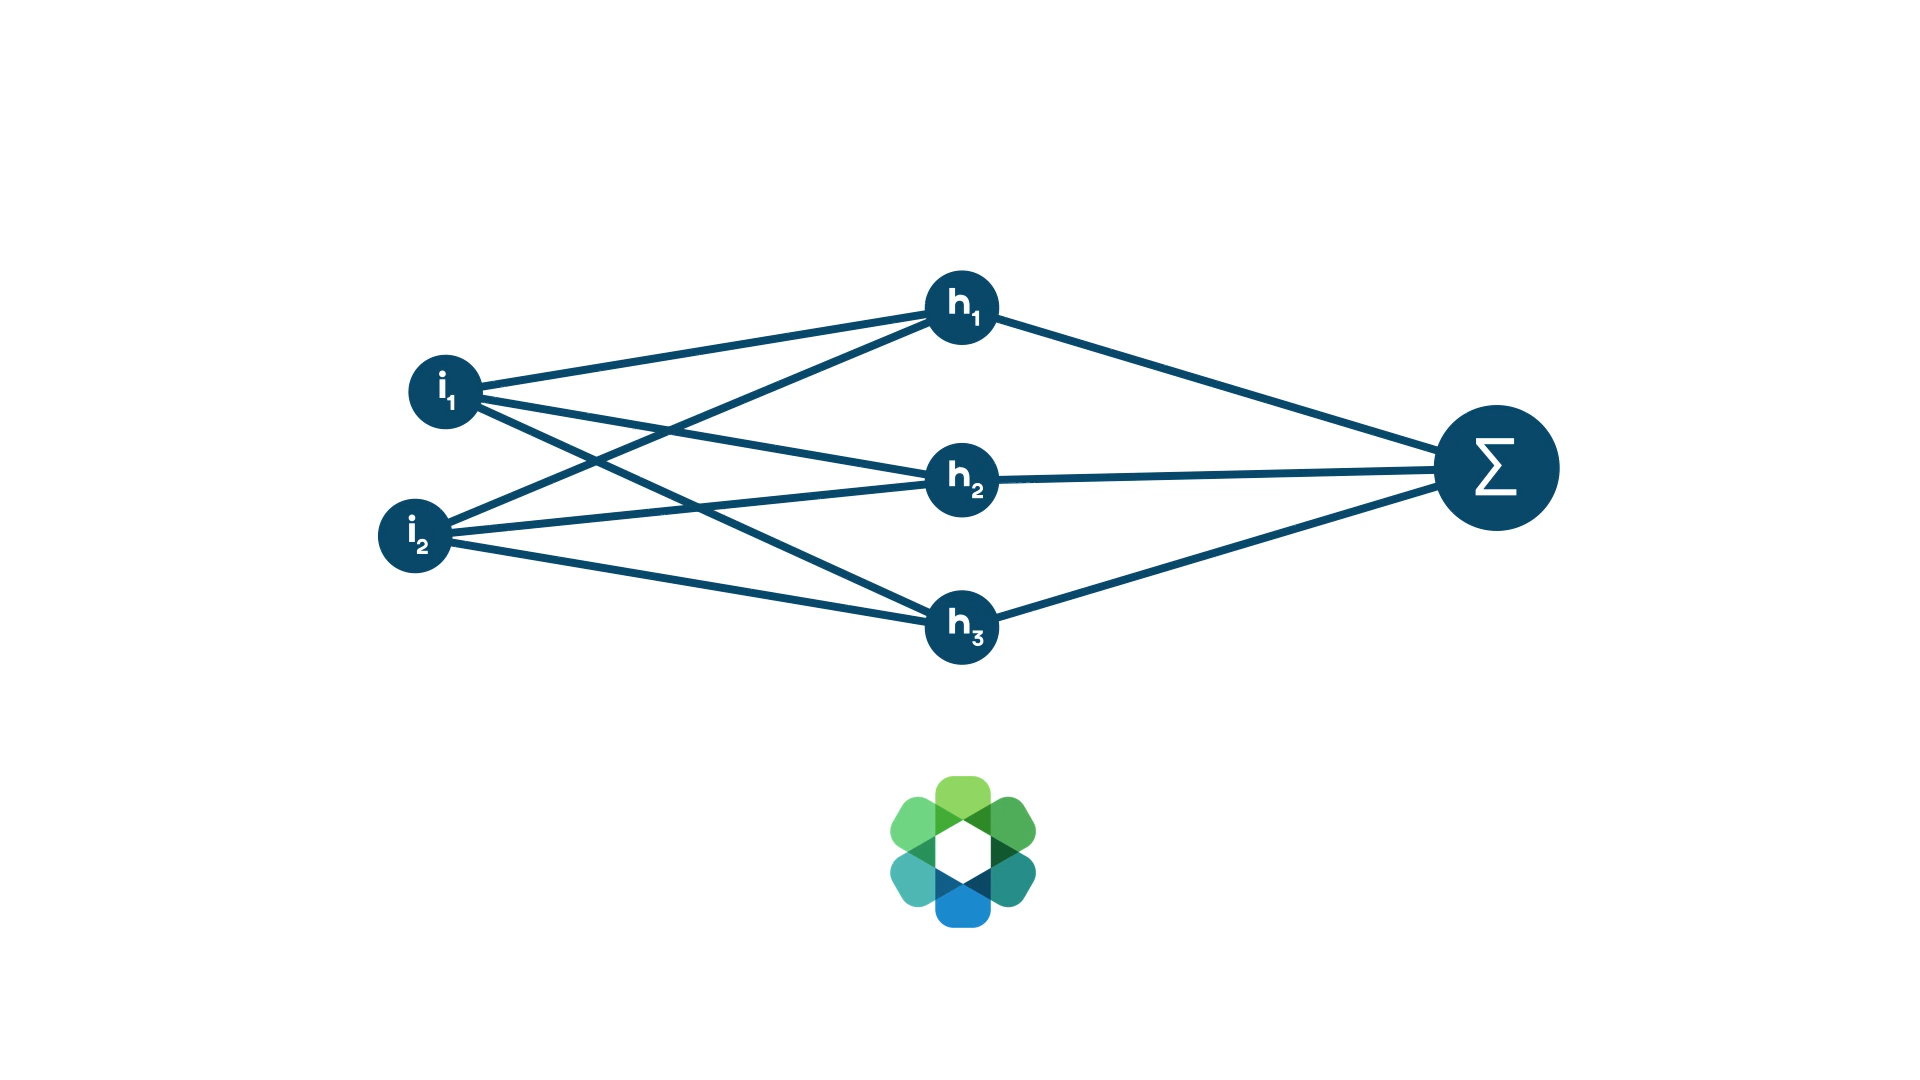 h₁
i₁
h₂
Σ
i₂
h₃